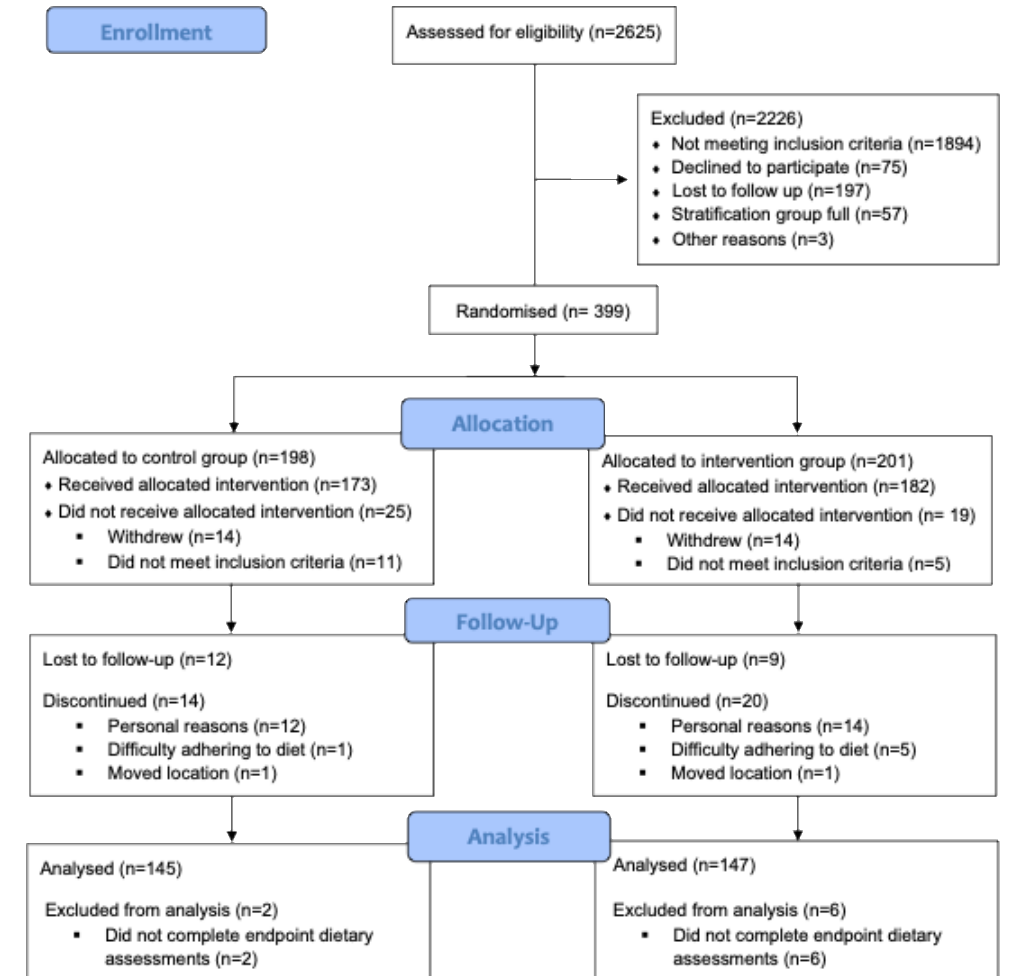 Enrollment
Assessed for eligibility (n=2625)
Excluded (n=2226)
⬧ Not meeting inclusion criteria (n=1894)
⬧ Declined to participate (n=75)
⬧ Lost to follow up (n=197)
⬧ Stratification group full (n=57)
⬧ Other reasons (n=3)
Randomised (n= 399)
Allocation
Allocated to control group (n=198)
⬧ Received allocated intervention (n=173)
⬧ Did not receive allocated intervention (n=25)
▪ Withdrew (n=14)
▪ Did not meet inclusion criteria (n=11)
Allocated to intervention group (n=201)
⬧ Received allocated intervention (n=182)
⬧ Did not receive allocated intervention (n= 19)
▪ Withdrew (n=14)
▪ Did not meet inclusion criteria (n=5)
Follow-Up
Lost to follow-up (n=12)
Discontinued (n=14)
▪ Personal reasons (n=12)
▪ Difficulty adhering to diet (n=1)
▪ Moved location (n=1)
Lost to follow-up (n=9)
Discontinued (n=20)
▪ Personal reasons (n=14)
▪ Difficulty adhering to diet (n=5)
▪ Moved location (n=1)
Analysis
Analysed (n=145)
Excluded from analysis (n=2)
▪ Did not complete endpoint dietary
assessments (n=2)
Analysed (n=147)
Excluded from analysis (n=6)
▪ Did not complete endpoint dietary
assessments (n=6)